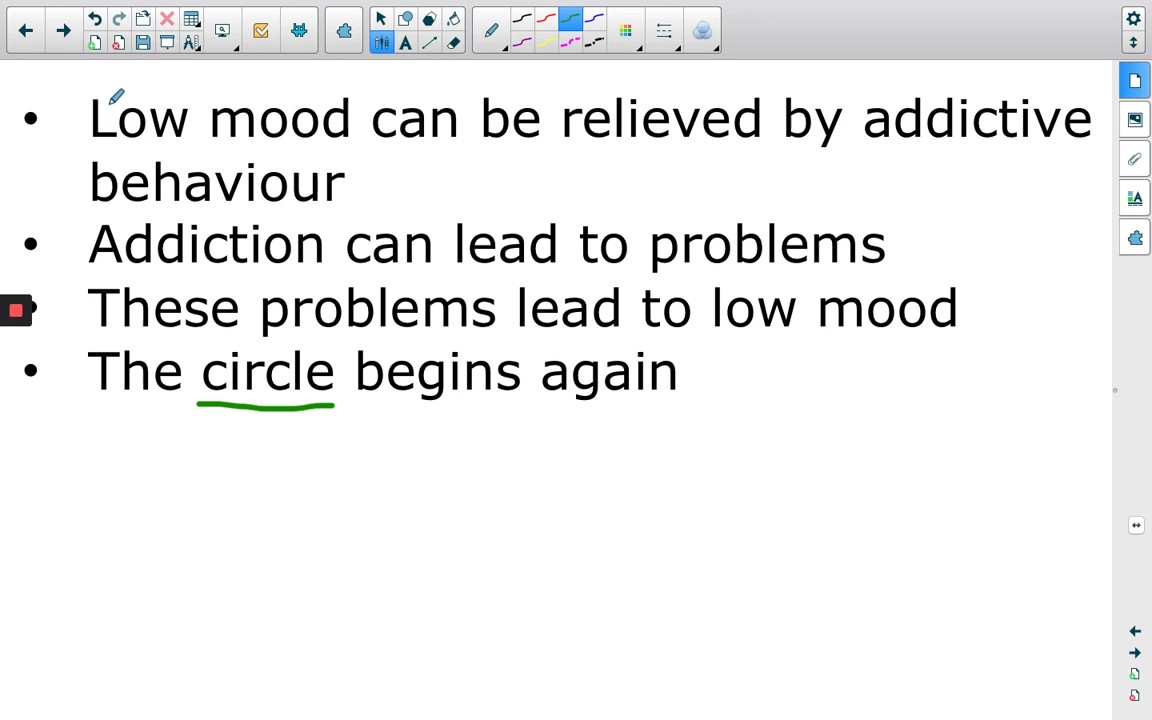 • Low mood can be relieved by addictive
behaviour
• Addiction can lead to problems
• These problems lead to low mood
• The circle begins again